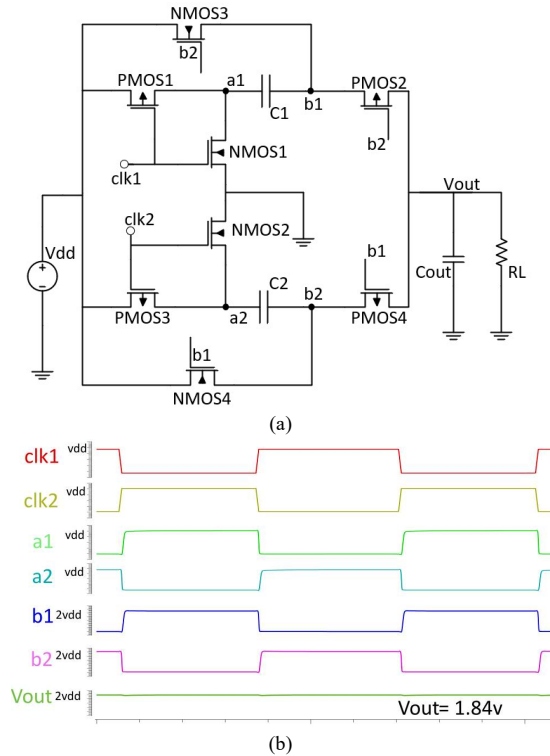 NMOS3
b2
PMOS1
a1
C1
b1
PMOS2
b2
NMOS1
clk1
clk2
NMOS2
Vout
Vdd
+
−
b1
Cout
RL
C2
b2
PMOS3
a2
PMOS4
b1
NMOS4
(a)
clk1 vdd
clk2 vdd
a1 vdd
a2 vdd
b1 2vdd
b2 2vdd
Vout 2vdd
Vout= 1.84v
(b)